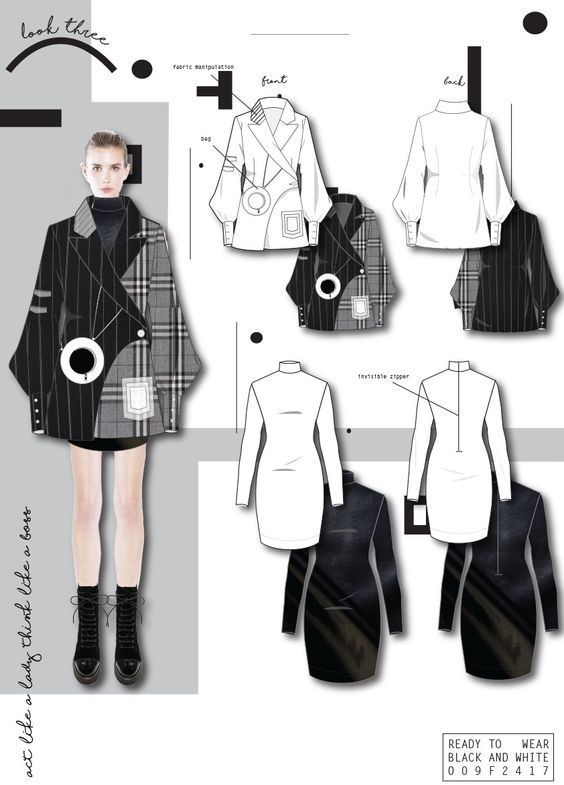 look three
fabric manipulation
front
back
bag
invisible zipper
act like a lady think like a boss
READY TO WEAR
BLACK AND WHITE
009F2417